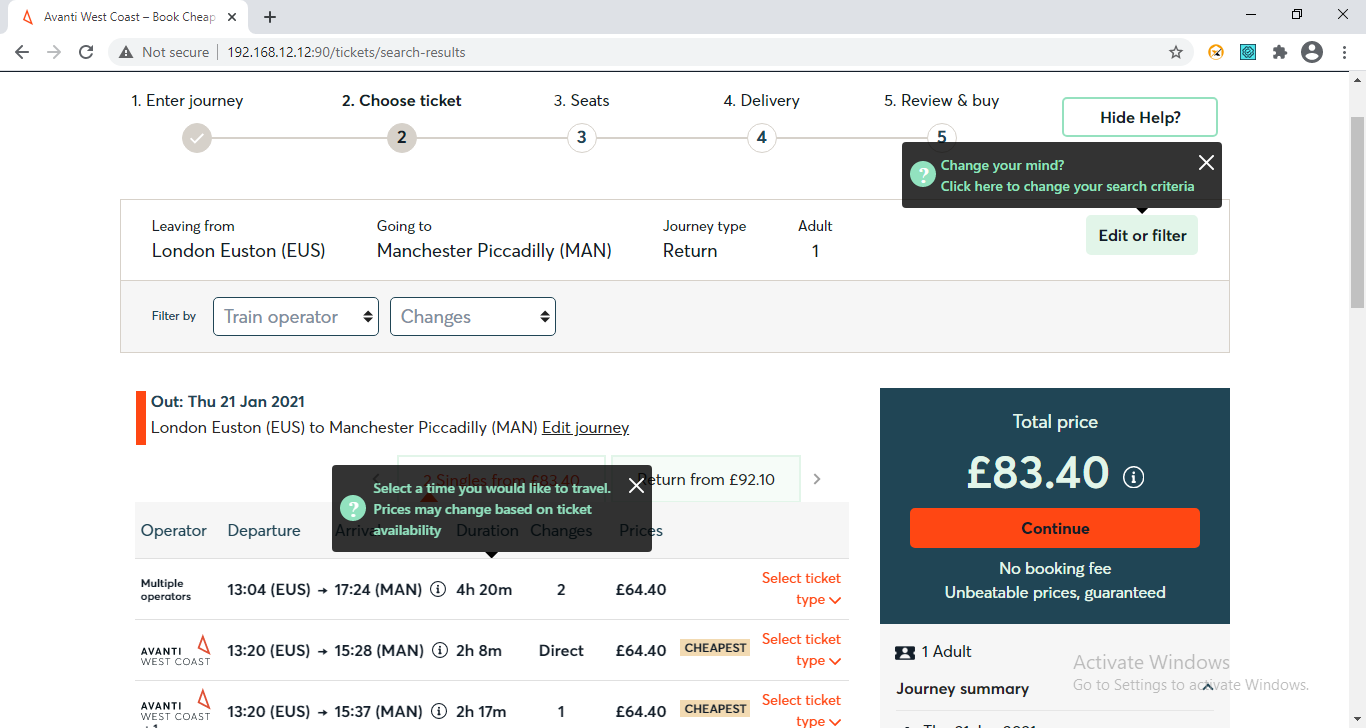 Avanti West Coast – Book Cheap
Not secure 192.168.12.12:90/tickets/search-results
1. Enter journey 2. Choose ticket 3. Seats 4. Delivery 5. Review & buy
2 3 4 5
Hide Help?
Change your mind?
Click here to change your search criteria
Leaving from Going to Journey type Adult
London Euston (EUS) Manchester Piccadilly (MAN) Return 1
Edit or filter
Filter by Train operator Changes
Out: Thu 21 Jan 2021
London Euston (EUS) to Manchester Piccadilly (MAN) Edit journey
2 Singles from £83.40 Return from £92.10
Select a time you would like to travel.
Prices may change based on ticket
availability
Operator Departure Arrival Duration Changes Prices
Multiple
operators
13:04 (EUS) → 17:24 (MAN) 4h 20m 2 £64.40
Select ticket
type
AVANTI
WEST COAST
13:20 (EUS) → 15:28 (MAN) 2h 8m Direct £64.40 CHEAPEST
Select ticket
type
AVANTI
WEST COAST
13:20 (EUS) → 15:37 (MAN) 2h 17m 1 £64.40 CHEAPEST
Select ticket
type
Total price
£83.40
Continue
No booking fee
Unbeatable prices, guaranteed
1 Adult
Journey summary
Activate Windows
Go to Settings to activate Windows.